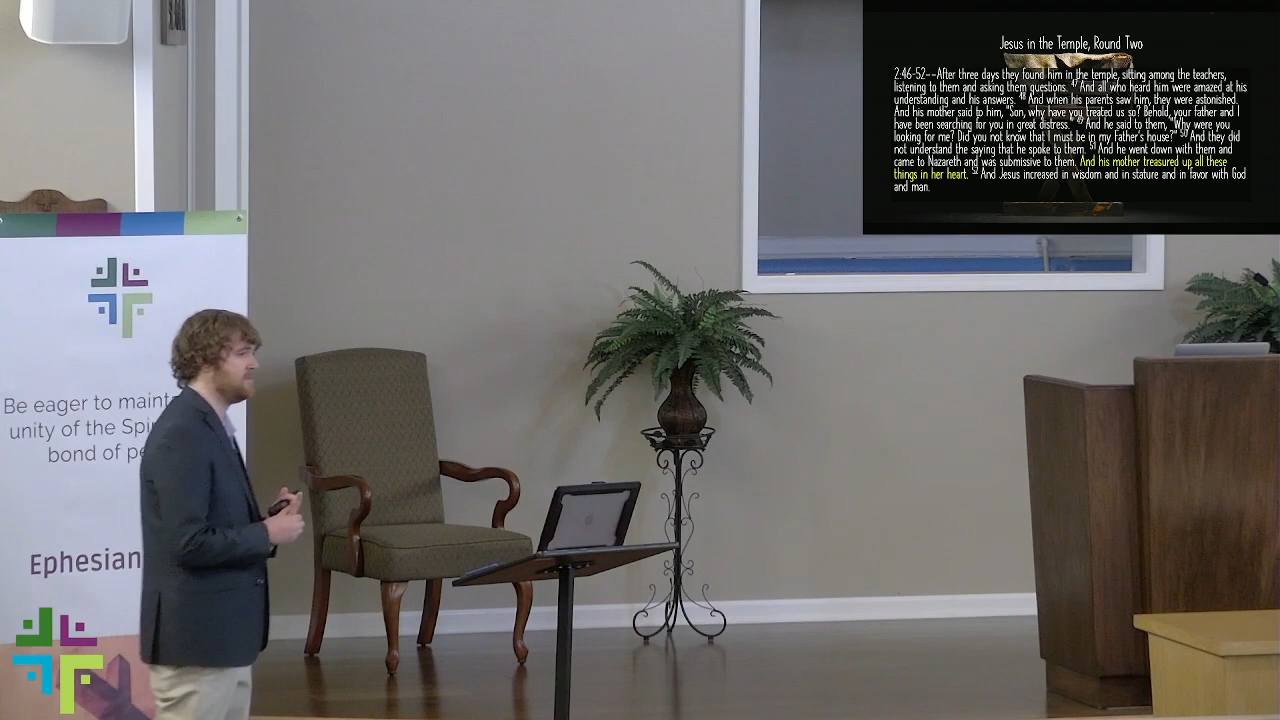 Jesus in the Temple, Round Two
2:46-52--After three days they found him in the temple, sitting among the teachers,
listening to them and asking them questions. 47 And all who heard him were amazed at his
understanding and his answers. 48 And when his parents saw him, they were astonished.
And his mother said to him, "Son, why have you treated us so? Behold, your father and I
have been searching for you in great distress." 49 And he said to them, "Why were you
looking for me? Did you not know that I must be in my Father's house?" 50 And they did
not understand the saying that he spoke to them. 51 And he went down with them and
came to Nazareth and was submissive to them. And his mother treasured up all these
things in her heart. 52 And Jesus increased in wisdom and in stature and in favor with God
and man.
Be eager to mainta
unity of the Spi
bond of pe
Ephesian